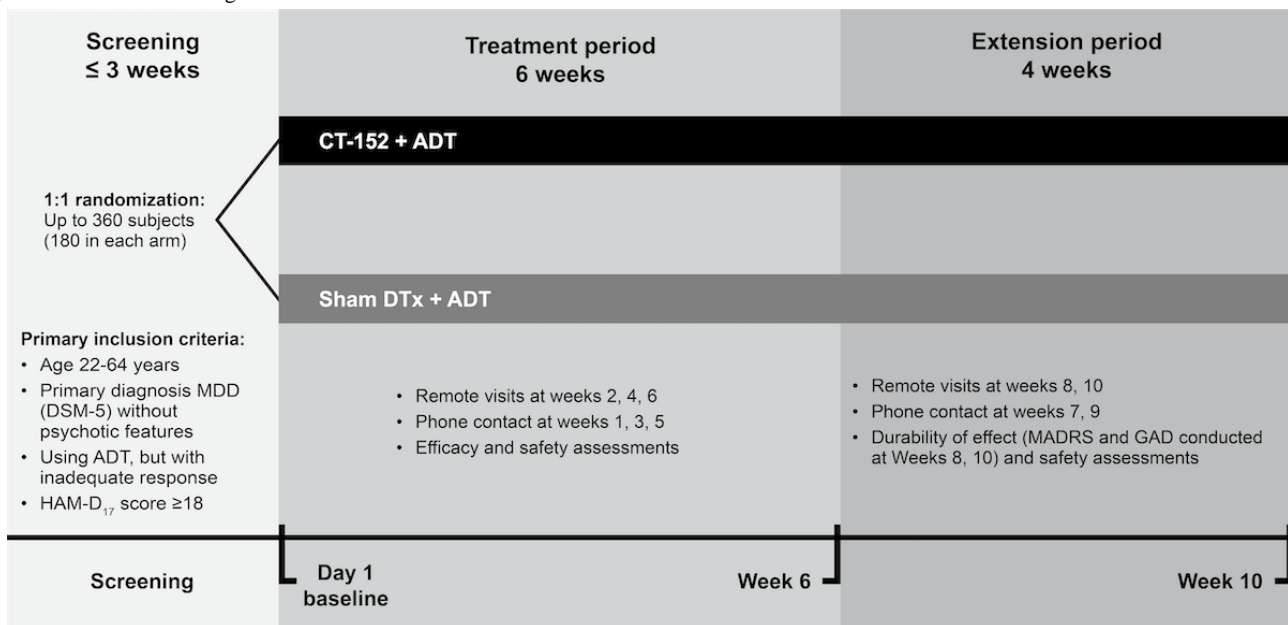 Screening
≤ 3 weeks
Treatment period
6 weeks
Extension period
4 weeks
CT-152 + ADT
1:1 randomization:
Up to 360 subjects
(180 in each arm)
Sham DTx + ADT
Primary inclusion criteria:
• Age 22-64 years
• Primary diagnosis MDD
(DSM-5) without
psychotic features
• Using ADT, but with
inadequate response
• HAM-D17 score ≥18
• Remote visits at weeks 2, 4, 6
• Phone contact at weeks 1, 3, 5
• Efficacy and safety assessments
• Remote visits at weeks 8, 10
• Phone contact at weeks 7, 9
• Durability of effect (MADRS and GAD conducted
at Weeks 8, 10) and safety assessments
Screening
Day 1
baseline
Week 6
Week 10